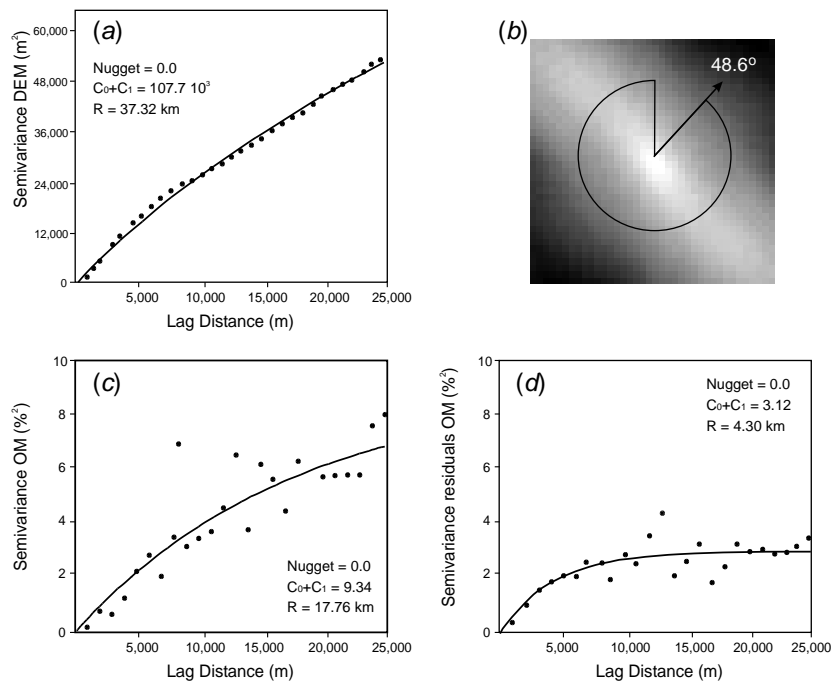 (a)
60,000
48,000
36,000
24,000
12,000
0
Semivariance DEM (m²)
Nugget = 0.0
C₀+C₁ = 107.7 10³
R = 37.32 km
5,000 10,000 15,000 20,000 25,000
Lag Distance (m)
(b)
48.6º
(c)
10
8
6
4
2
0
Semivariance OM (%²)
Nugget = 0.0
C₀+C₁ = 9.34
R = 17.76 km
5,000 10,000 15,000 20,000 25,000
Lag Distance (m)
(d)
10
8
6
4
2
0
Semivariance residuals OM (%²)
Nugget = 0.0
C₀+C₁ = 3.12
R = 4.30 km
5,000 10,000 15,000 20,000 25,000
Lag Distance (m)